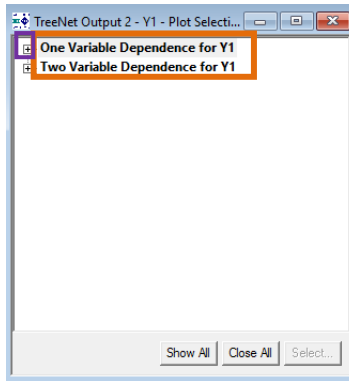 TreeNet Output 2 - Y1 - Plot Selecti...
One Variable Dependence for Y1
Two Variable Dependence for Y1
Show All Close All Select...